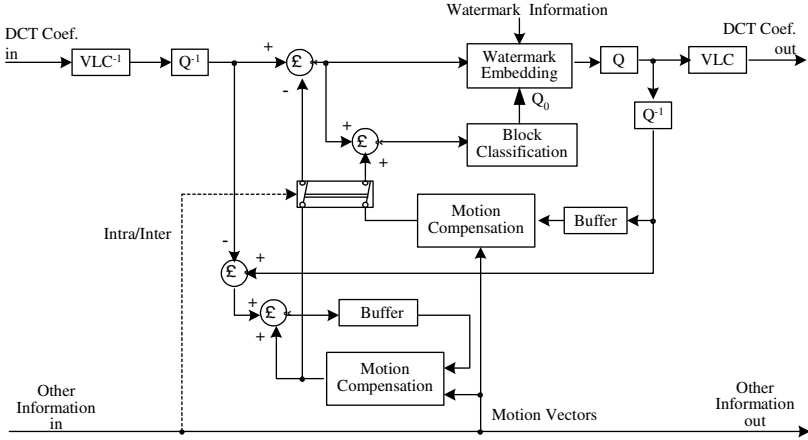 Watermark Information
DCT Coef.
in
DCT Coef.
out
VLC-1
Q-1
+
£
-
Watermark
Embedding
Q
VLC
Q0
Q-1
+
£
+
Block
Classification
Intra/Inter
Motion
Compensation
Buffer
-
£
+
+
£
+
Buffer
Motion
Compensation
Other
Information
in
Motion Vectors
Other
Information
out